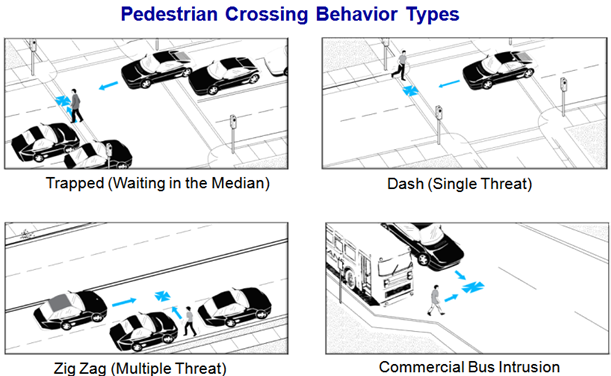 Pedestrian Crossing Behavior Types
Trapped (Waiting in the Median)
Dash (Single Threat)
Zig Zag (Multiple Threat)
Commercial Bus Intrusion